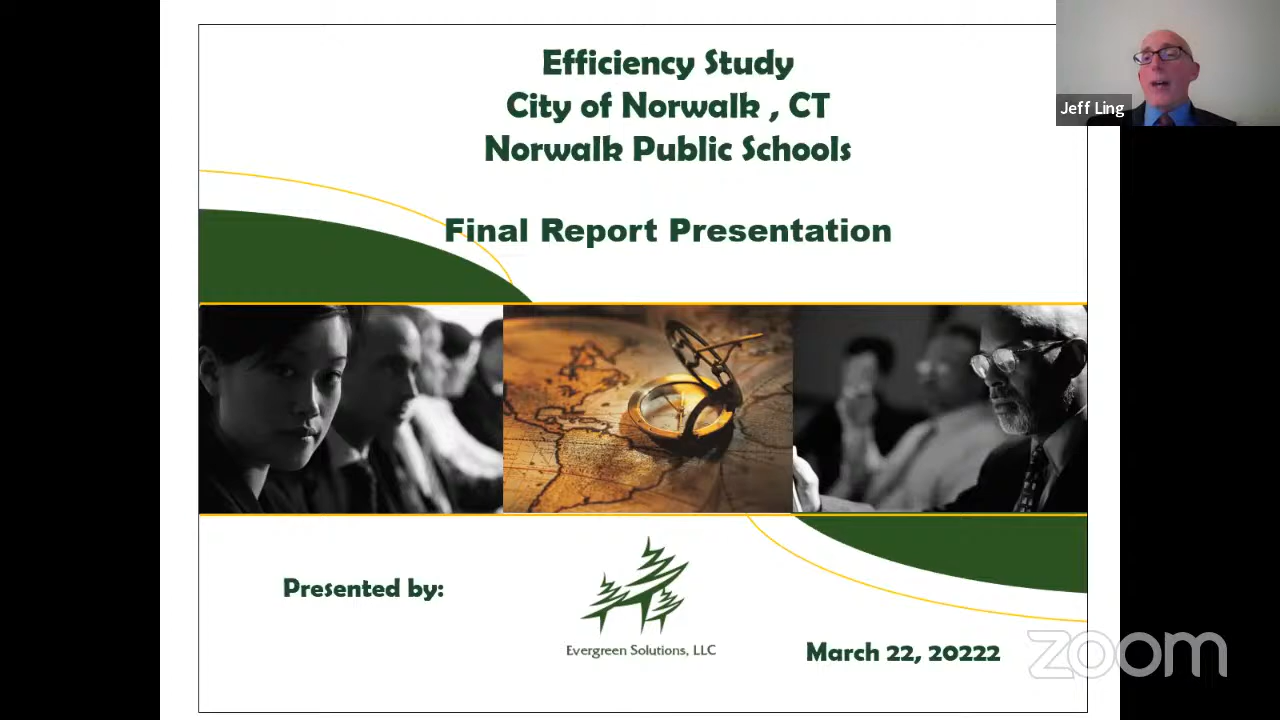 Efficiency Study
City of Norwalk , CT
Norwalk Public Schools
Final Report Presentation
Jeff Ling
Presented by:
Evergreen Solutions, LLC
March 22, 20222
zoom